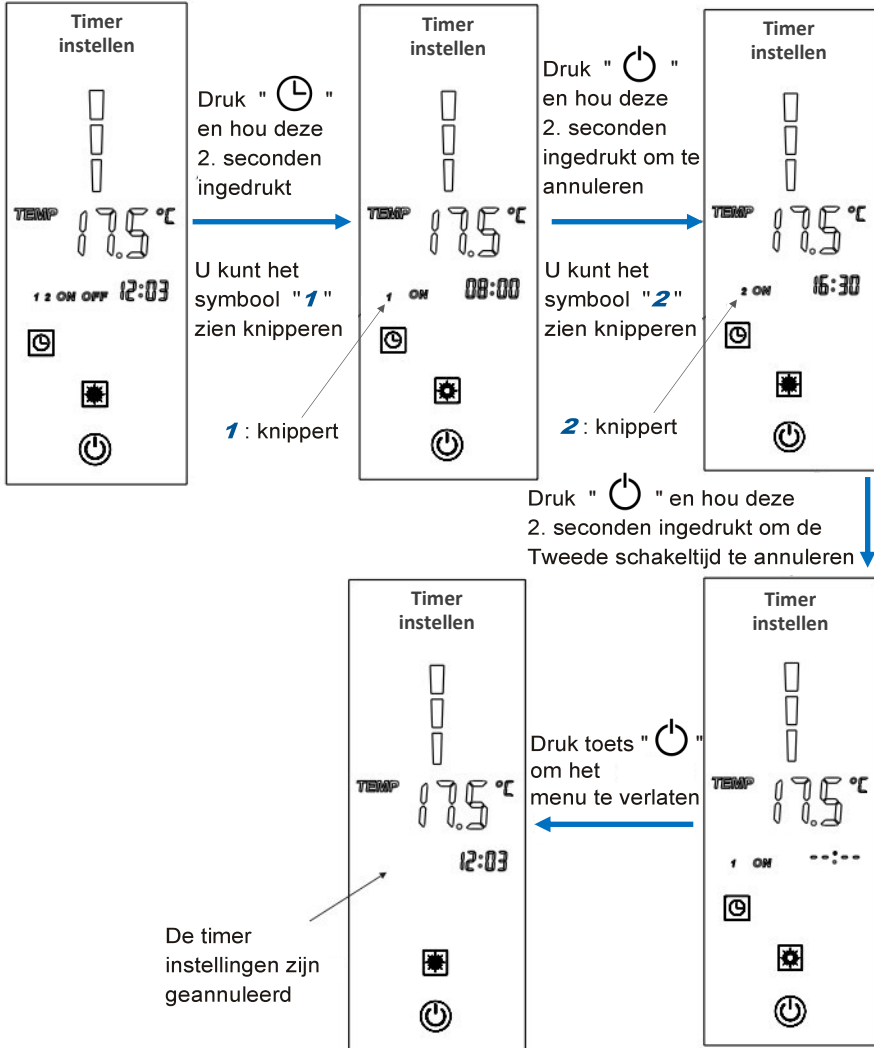 Timer
instellen
TEMP 17.5 °C
1 2 ON OFF 12:03
Druk " "
en hou deze
2. seconden
ingedrukt
U kunt het
symbool "1"
zien knipperen
Timer
instellen
TEMP 17.5 °C
1 ON 08:00
1 : knippert
Druk " "
en hou deze
2. seconden
ingedrukt om te
annuleren
U kunt het
symbool "2"
zien knipperen
Timer
instellen
TEMP 17.5 °C
2 ON 16:30
2 : knippert
Druk " " en hou deze
2. seconden ingedrukt om de
Tweede schakeltijd te annuleren
Timer
instellen
TEMP 17.5 °C
1 ON --:--
Druk toets " "
om het
menu te verlaten
Timer
instellen
TEMP 17.5 °C
12:03
De timer
instellingen zijn
geannuleerd